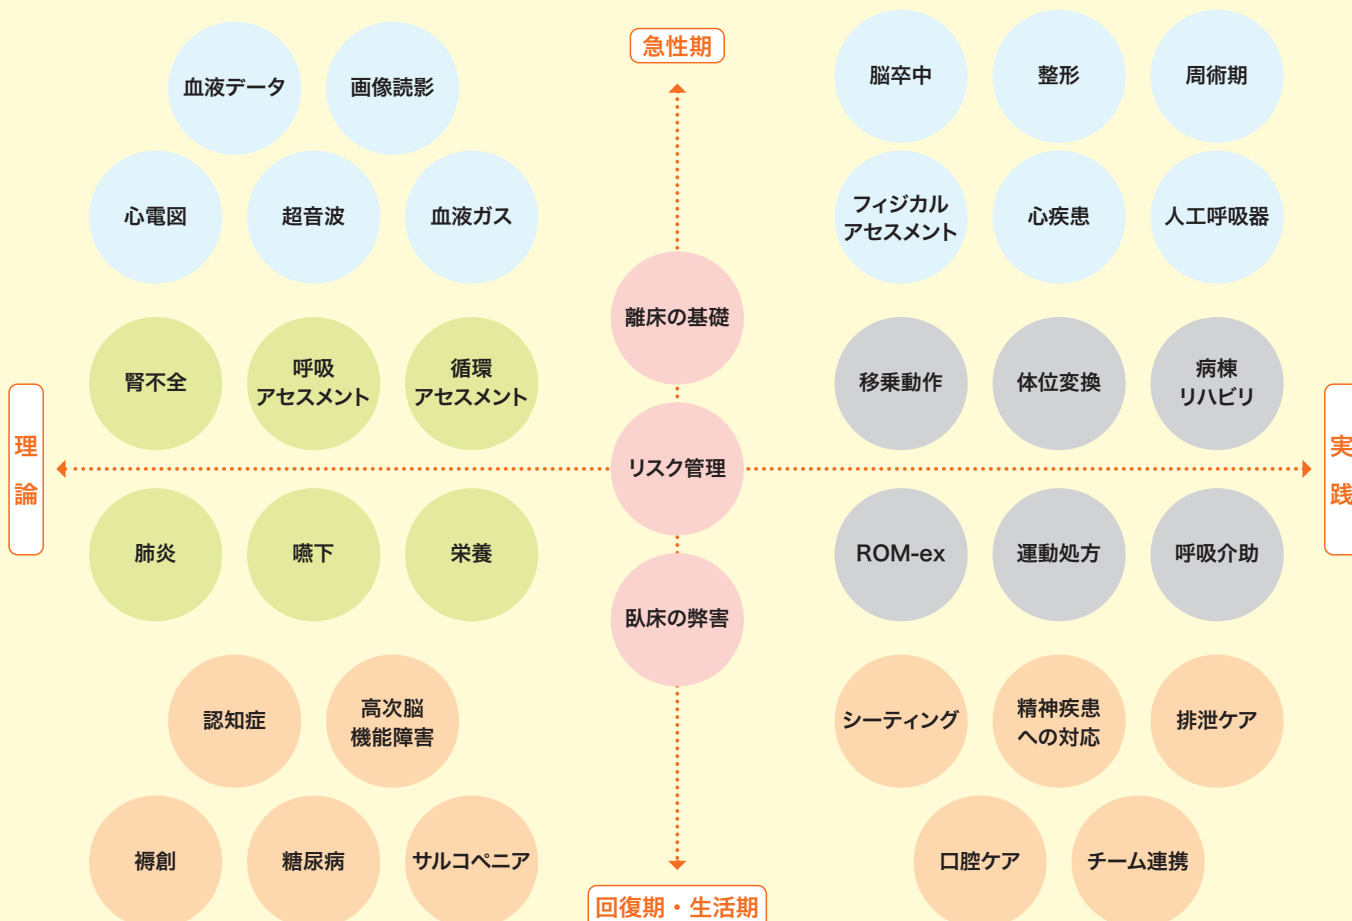 急性期
血液データ
画像読影
脳卒中
整形
周術期
心電図
超音波
血液ガス
フィジカル
アセスメント
心疾患
人工呼吸器
離床の基礎
腎不全
呼吸
アセスメント
循環
アセスメント
移乗動作
体位変換
病棟
リハビリ
理論
リスク管理
実践
肺炎
嚥下
栄養
ROM-ex
運動処方
呼吸介助
臥床の弊害
認知症
高次脳
機能障害
シーティング
精神疾患
への対応
排泄ケア
褥創
糖尿病
サルコペニア
口腔ケア
チーム連携
回復期・生活期